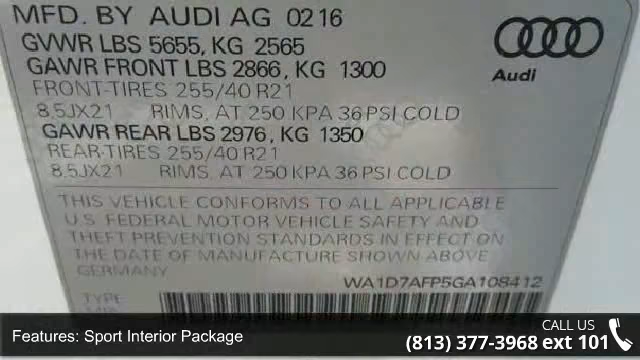 MFD. BY AUDI AG 02 16
GVWR LBS 5655, KG 2565
GAWR FRONT LBS 2866, KG 1300
FRONT-TIRES 255/40 R21
8,5JX21 RIMS, AT 250 KPA 36 PSI COLD
GAWR REAR LBS 2976, KG 1350
REAR-TIRES 255/40 R21
8,5JX21 RIMS, AT 250 KPA 36 PSI COLD
Audi
THIS VEHICLE CONFORMS TO ALL APPLICABLE
U.S. FEDERAL MOTOR VEHICLE SAFETY AND
THEFT PREVENTION STANDARDS IN EFFECT ON
THE DATE OF MANUFACTURE SHOWN ABOVE
GERMANY WA1D7AFP5GA108412
TYPE
Features: Sport Interior Package
CALL US
(813) 377-3968 ext 101